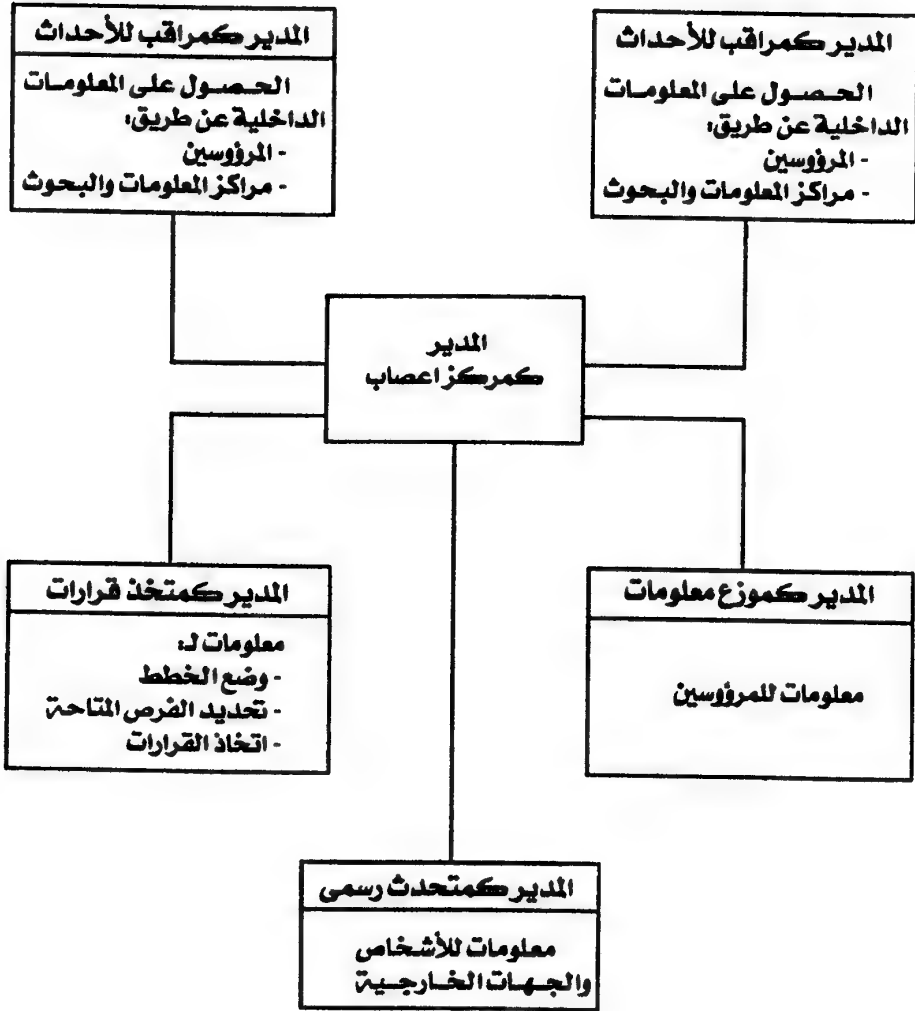 المدير كمراقب للأحداث
الحصول على المعلومات
الداخلية عن طريق:
- المرؤوسين
- مراكز المعلومات والبحوث
المدير كمراقب للأحداث
الحصول على المعلومات
الداخلية عن طريق:
- المرؤوسين
- مراكز المعلومات والبحوث
المدير
كمركز اعصاب
المدير كموزع معلومات
معلومات للمرؤوسين
المدير كمتخذ قرارات
معلومات لـ:
- وضع الخطط
- تحديد الفرص المتاحة
- اتخاذ القرارات
المدير كمتحدث رسمى
معلومات للأشخاص
والجهات الخارجية